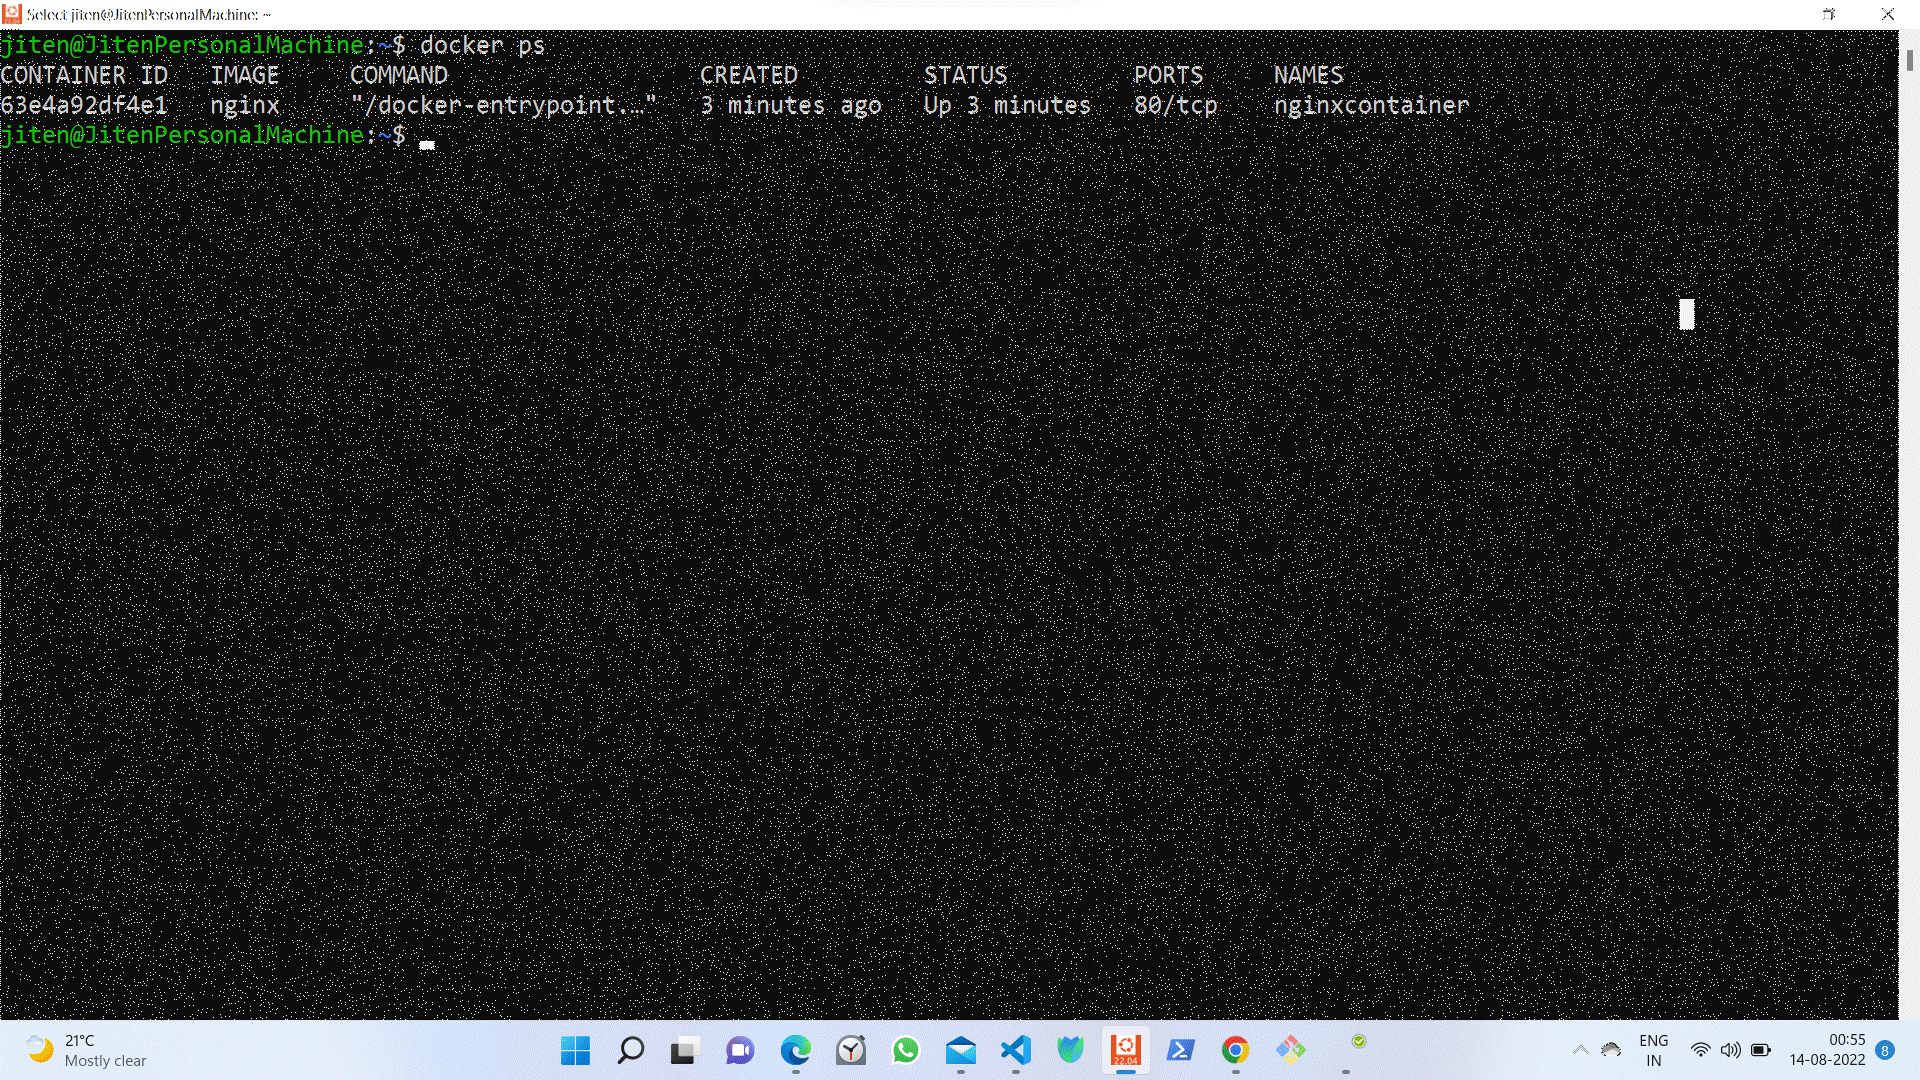 Select jiten@JitenPersonalMachine: ~
jiten@JitenPersonalMachine:~$ docker ps
CONTAINER ID   IMAGE     COMMAND                  CREATED         STATUS         PORTS     NAMES
63e4a92df4e1   nginx     "/docker-entrypoint.…"   3 minutes ago   Up 3 minutes   80/tcp    nginxcontainer
jiten@JitenPersonalMachine:~$
21°C
Mostly clear
22.04
ENG
IN
00:55
14-08-2022
8